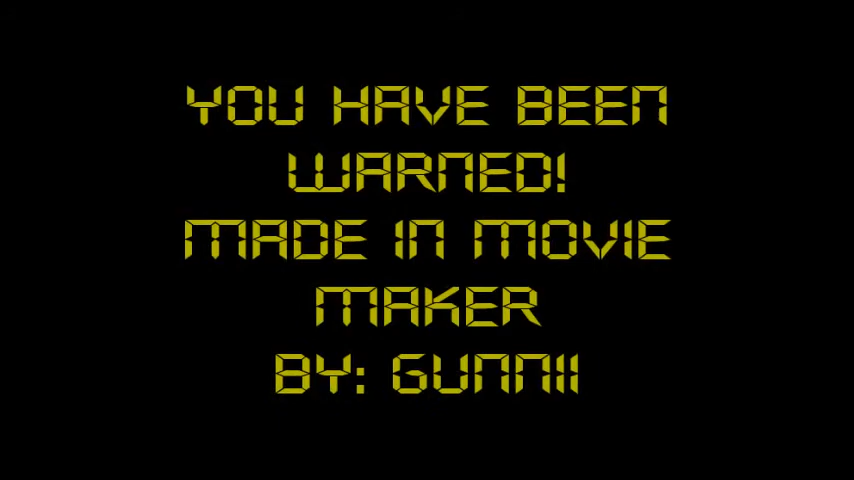 YOU HAVE BEEN
WARNED!
MADE IN MOVIE
MAKER
BY: GUNNII